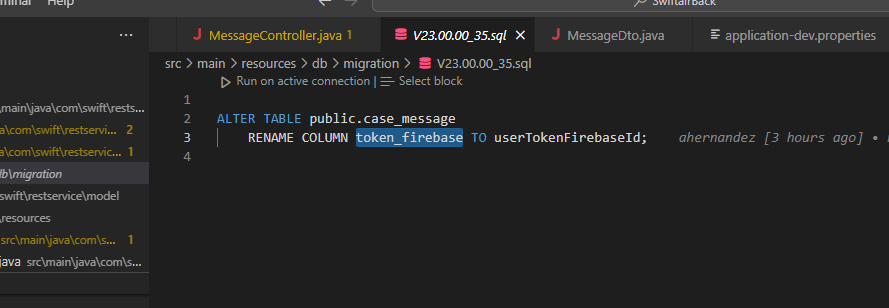 minal Help
SwiftairBack
MessageController.java 1
V23.00.00_35.sql
MessageDto.java
application-dev.properties
src > main > resources > db > migration > V23.00.00_35.sql
Run on active connection | Select block
1
2 ALTER TABLE public.case_message
3 RENAME COLUMN token_firebase TO userTokenFirebaseId; ahernandez [3 hours ago] •
4
\main\java\com\swift\rests...
a\com\swift\restservi... 2
a\com\swift\restservic... 1
db\migration
swift\restservice\model
\resources
src\main\java\com\s... 1
java src\main\java\com\s...